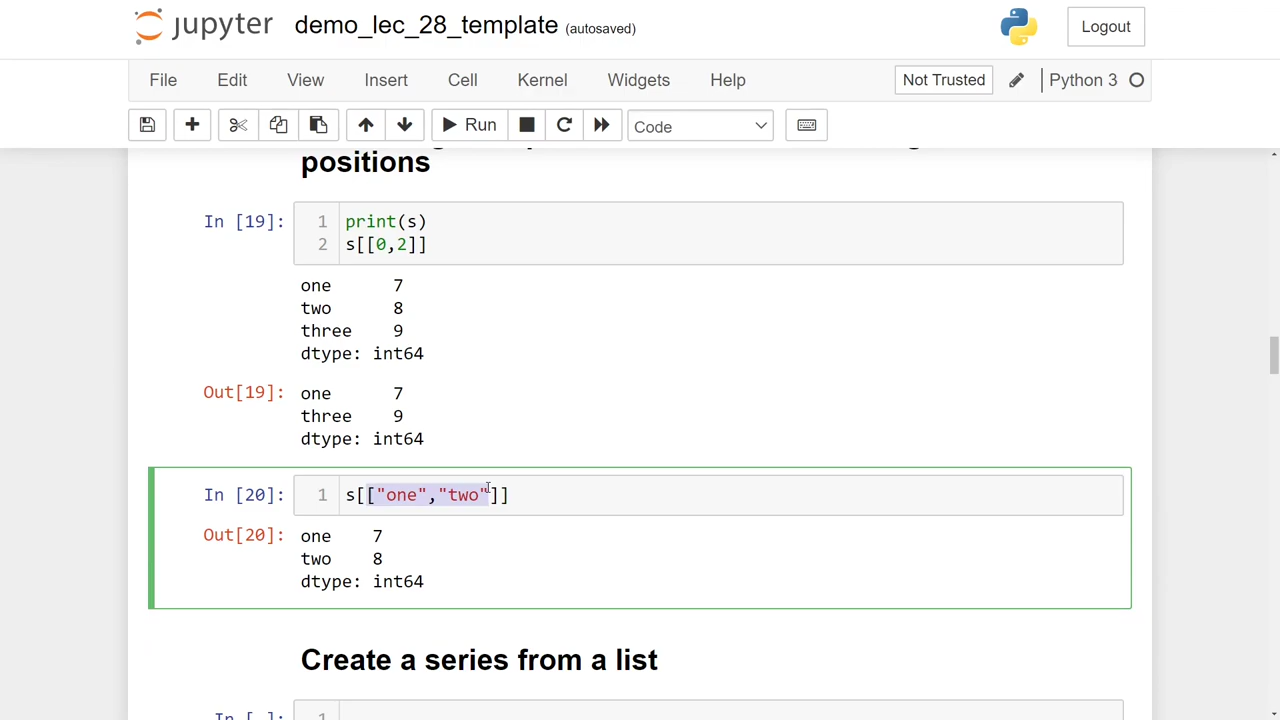 jupyter demo_lec_28_template (autosaved) Logout
File Edit View Insert Cell Kernel Widgets Help Not Trusted Python 3
Run Code
positions
In [19]: 1 print(s)
2 s[[0,2]]
one 7
two 8
three 9
dtype: int64
Out[19]: one 7
three 9
dtype: int64
In [20]: 1 s[["one","two"]]
Out[20]: one 7
two 8
dtype: int64
Create a series from a list
In [ ]: 1